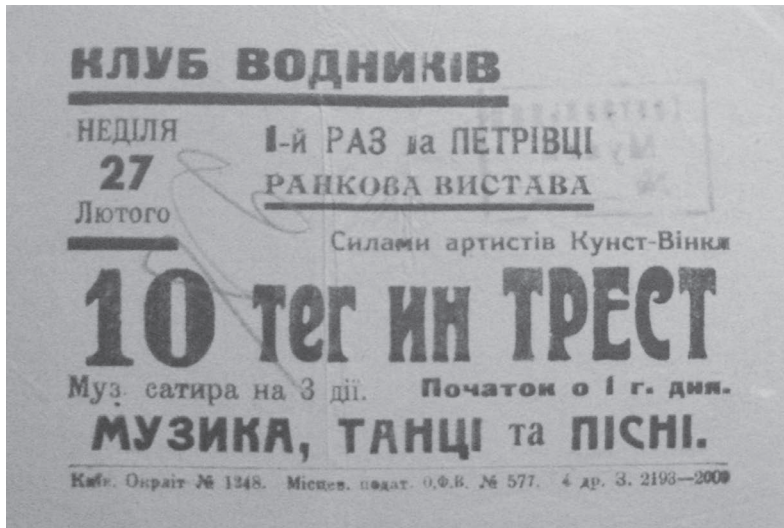 КЛУБ ВОДНИКІВ
НЕДІЛЯ
27
Лютого
1-й РАЗ на ПЕТРІВЦІ
РАНКОВА ВИСТАВА
Силами артистів Кунст-Вінкл
10 тег ин ТРЕСТ
Муз. сатира на 3 дії. Початок о 1 г. дня.
МУЗИКА, ТАНЦІ та ПІСНІ.
Київ. Окрліт № 1348. Місцев. подат. О.Ф.В. № 577. 4 др. З. 2193—2000